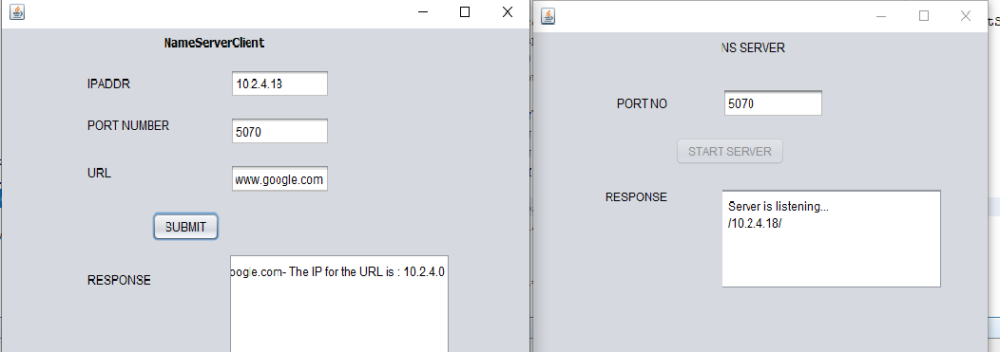 NameServerClient
IPADDR
10.2.4.18
PORT NUMBER
5070
URL
www.google.com
SUBMIT
RESPONSE
oogle.com- The IP for the URL is : 10.2.4.0
NS SERVER
PORT NO
5070
START SERVER
RESPONSE
Server is listening...
/10.2.4.18/